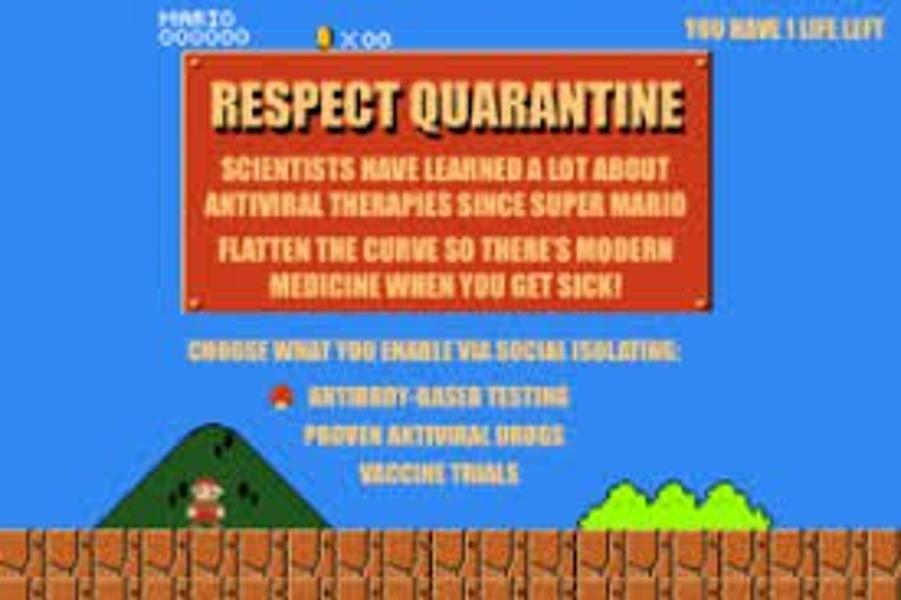 MARIO
000000
×00
YOU HAVE 1 LIFE LEFT
RESPECT QUARANTINE
SCIENTISTS HAVE LEARNED A LOT ABOUT
ANTIVIRAL THERAPIES SINCE SUPER MARIO
FLATTEN THE CURVE SO THERE'S MODERN
MEDICINE WHEN YOU GET SICK!
CHOOSE WHAT YOU ENABLE VIA SOCIAL ISOLATING:
ANTIBODY-BASED TESTING
PROVEN ANTIVIRAL DRUGS
VACCINE TRIALS